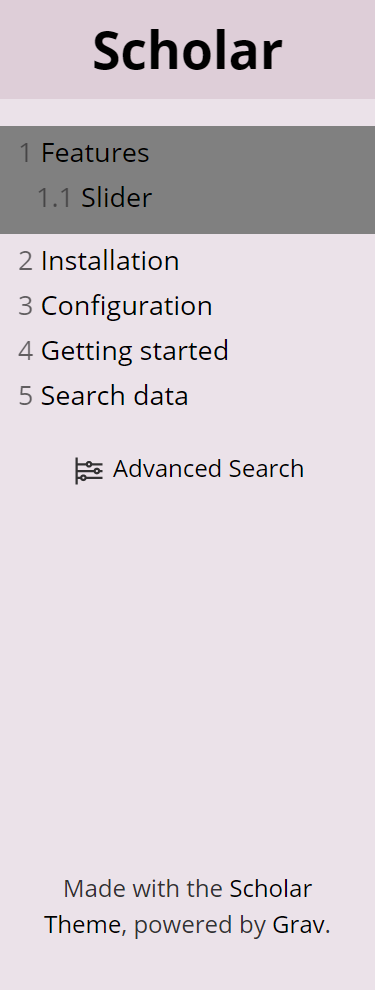 Scholar
1 Features
1.1 Slider
2 Installation
3 Configuration
4 Getting started
5 Search data
Advanced Search
Made with the Scholar
Theme, powered by Grav.